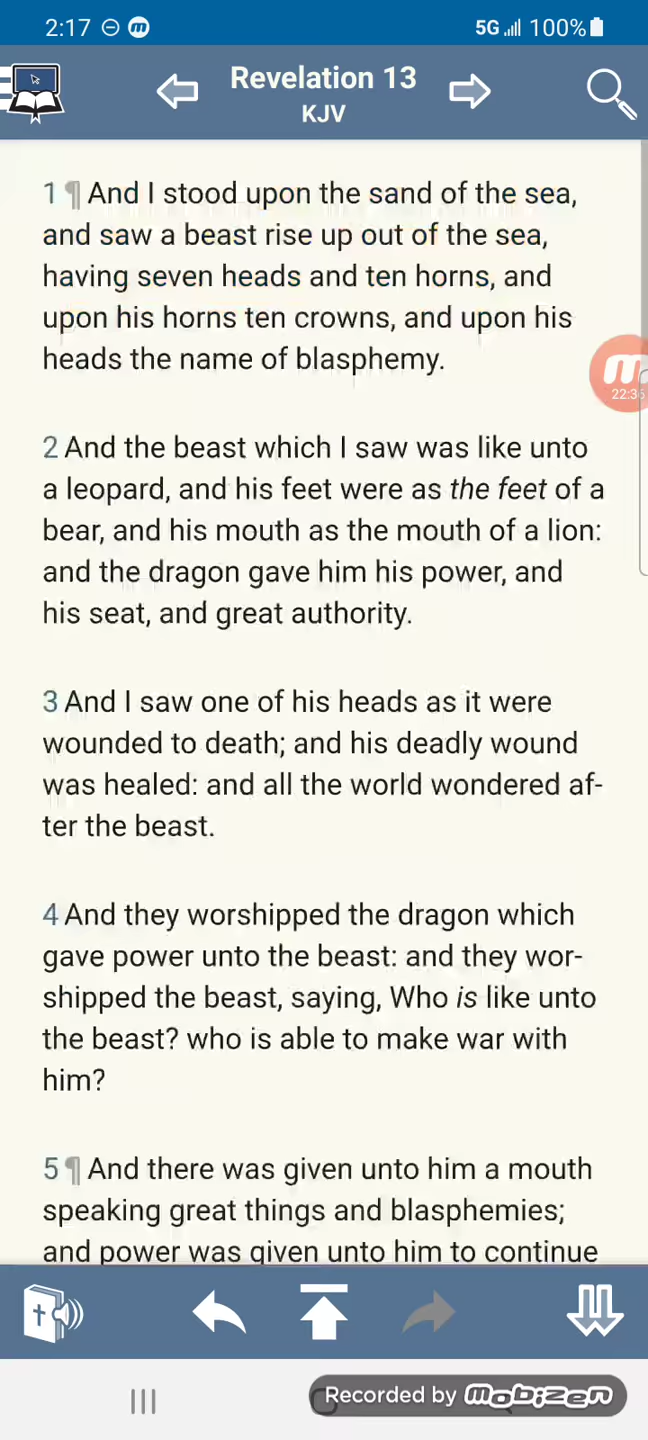 2:17
5G 100%
Revelation 13
KJV
1 ¶ And I stood upon the sand of the sea,
and saw a beast rise up out of the sea,
having seven heads and ten horns, and
upon his horns ten crowns, and upon his
heads the name of blasphemy.
22:36
2 And the beast which I saw was like unto
a leopard, and his feet were as the feet of a
bear, and his mouth as the mouth of a lion:
and the dragon gave him his power, and
his seat, and great authority.
3 And I saw one of his heads as it were
wounded to death; and his deadly wound
was healed: and all the world wondered af-
ter the beast.
4 And they worshipped the dragon which
gave power unto the beast: and they wor-
shipped the beast, saying, Who is like unto
the beast? who is able to make war with
him?
5 ¶ And there was given unto him a mouth
speaking great things and blasphemies;
and power was given unto him to continue
Recorded by Mobizen